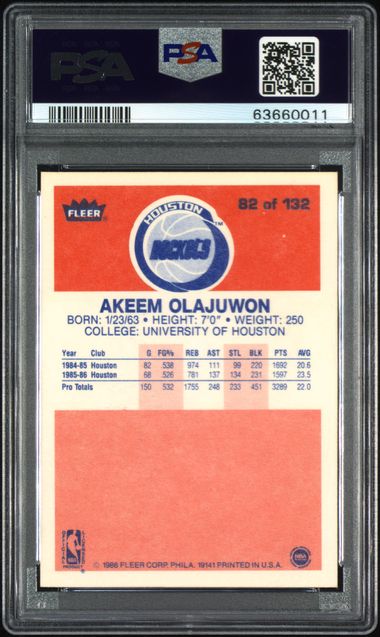 PSA
PSA
63660011
FLEER
HOUSTON
ROCKETS
TM
82 of 132
AKEEM OLAJUWON
BORN: 1/23/63 • HEIGHT: 7'0" • WEIGHT: 250
COLLEGE: UNIVERSITY OF HOUSTON
Year Club G FG% REB AST STL BLK PTS AVG
1984-85 Houston 82 .538 974 111 99 220 1692 20.6
1985-86 Houston 68 .526 781 137 134 231 1597 23.5
Pro Totals 150 .532 1755 248 233 451 3289 22.0
NBA
© 1986 FLEER CORP. PHILA. 19141 PRINTED IN U.S.A.